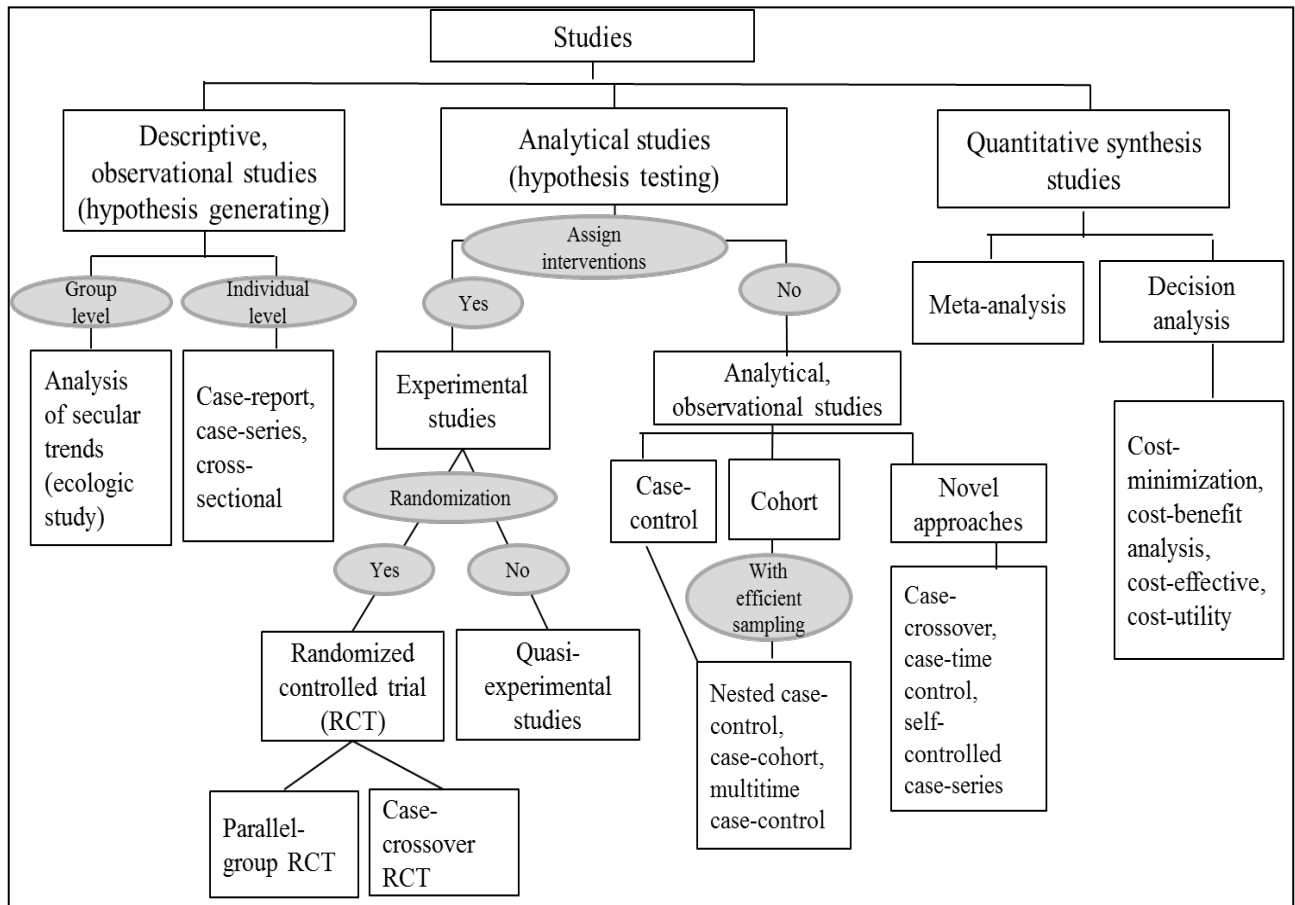 Studies
Descriptive,
observational studies
(hypothesis generating)
Analytical studies
(hypothesis testing)
Quantitative synthesis
studies
Assign
interventions
Group
level
Individual
level
Yes
No
Meta-analysis
Decision
analysis
Analysis
of secular
trends
(ecologic
study)
Case-report,
case-series,
cross-
sectional
Experimental
studies
Analytical,
observational studies
Cost-
minimization,
cost-benefit
analysis,
cost-effective,
cost-utility
Randomization
Case-
control
Cohort
Novel
approaches
Yes
No
With
efficient
sampling
Case-
crossover,
case-time
control,
self-
controlled
case-series
Randomized
controlled trial
(RCT)
Quasi-
experimental
studies
Nested case-
control,
case-cohort,
multitime
case-control
Parallel-
group RCT
Case-
crossover
RCT